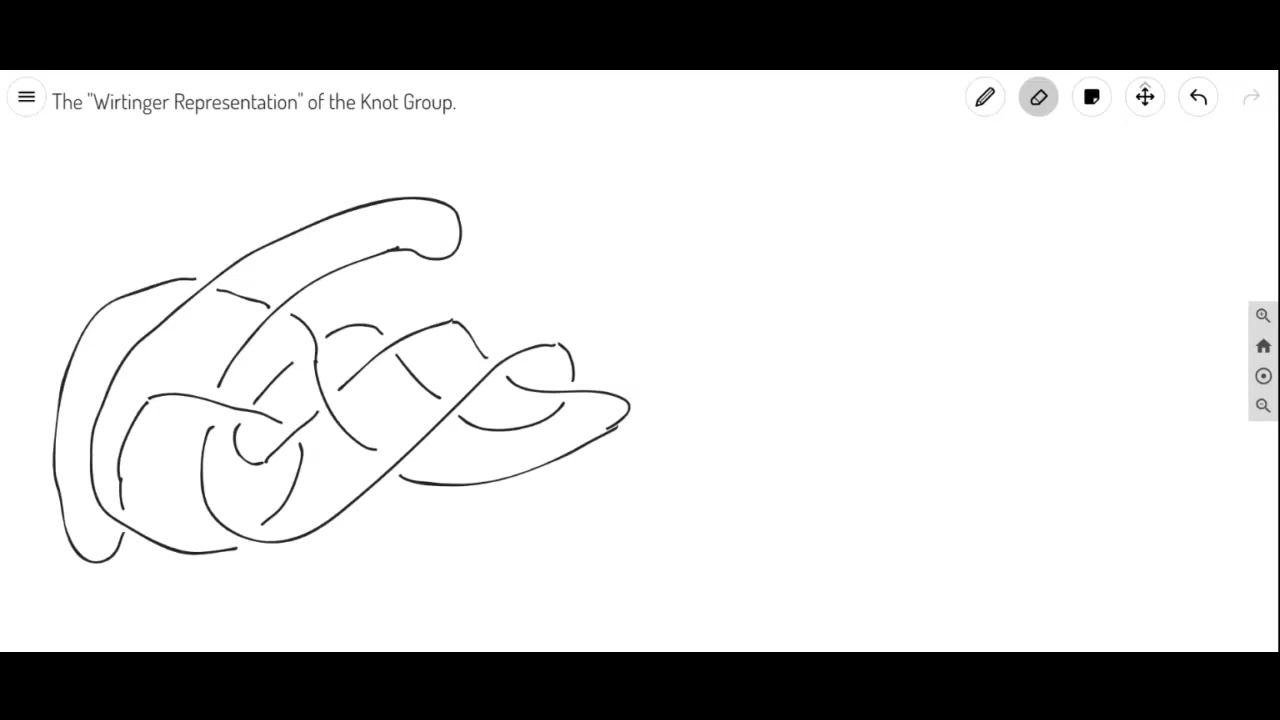 The "Wirtinger Representation" of the Knot Group.